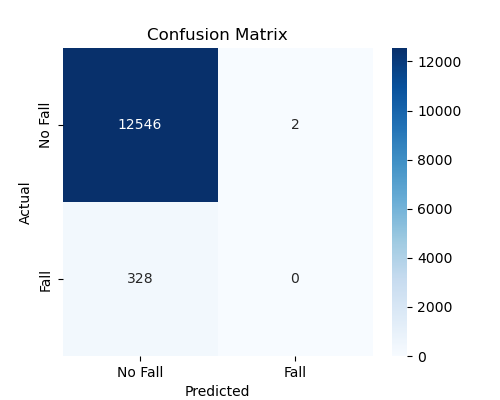 Confusion Matrix
Actual
No Fall
Fall
12546
2
328
0
No Fall
Fall
Predicted
12000
10000
8000
6000
4000
2000
0